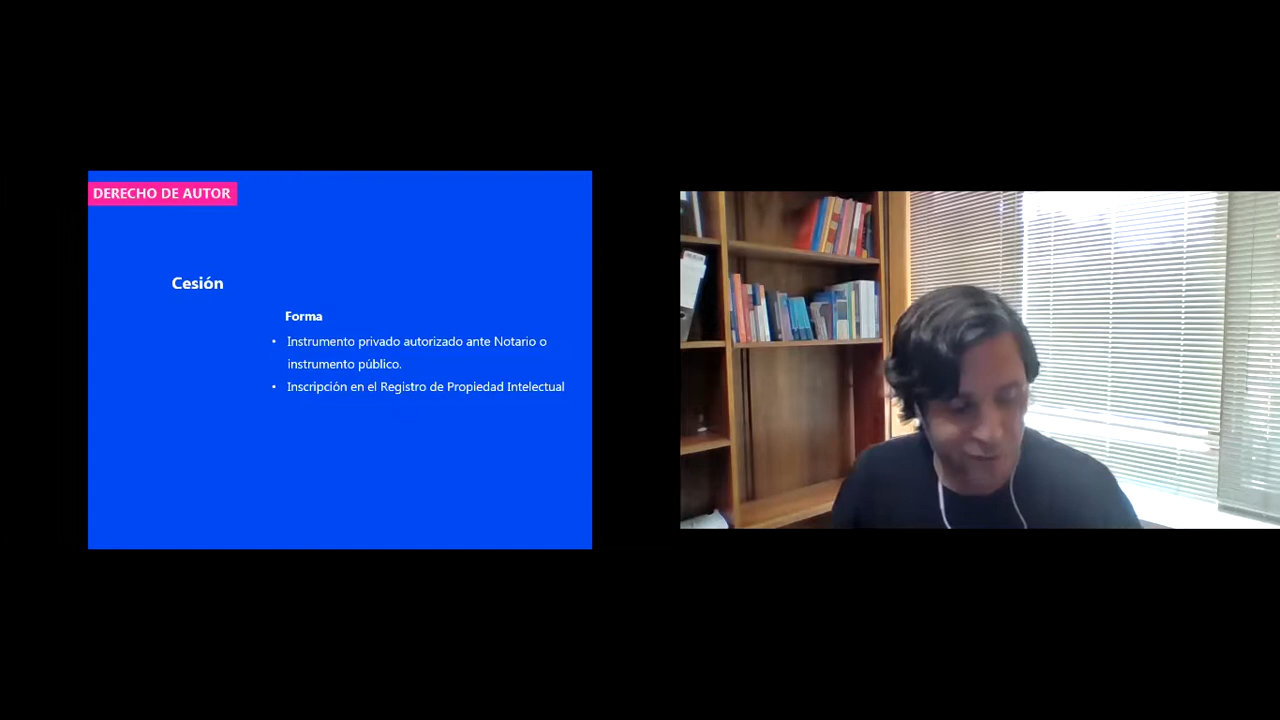 DERECHO DE AUTOR
Cesión
Forma
• Instrumento privado autorizado ante Notario o
instrumento público.
• Inscripción en el Registro de Propiedad Intelectual